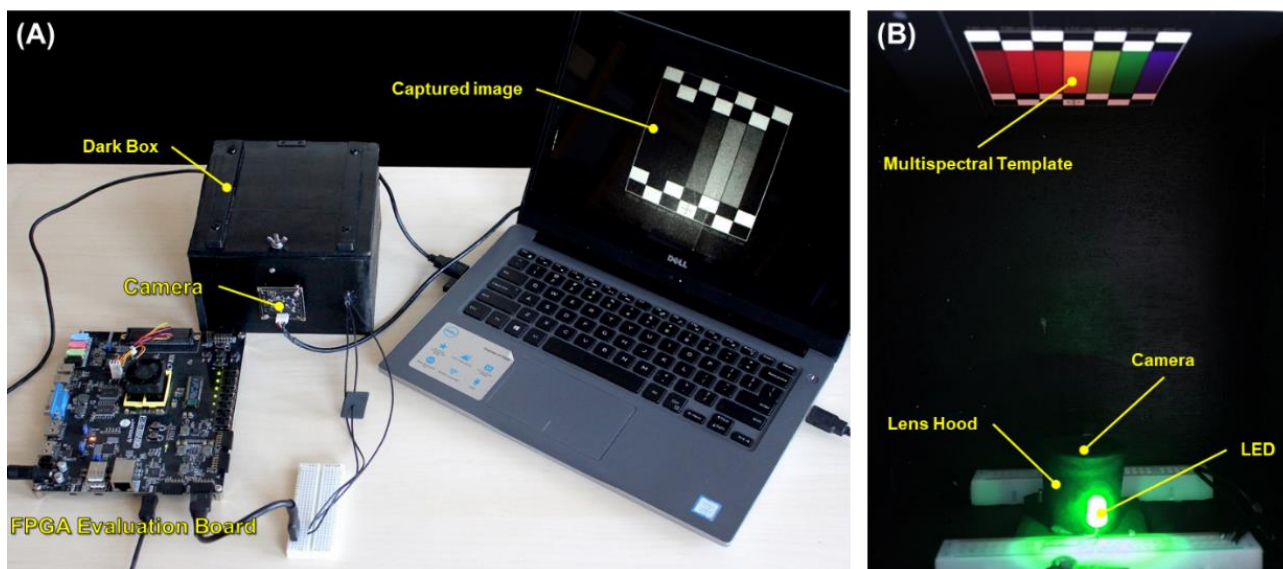 (A)
Captured image
Dark Box
Camera
FPGA Evaluation Board
DELL
(B)
Multispectral Template
Camera
Lens Hood
LED